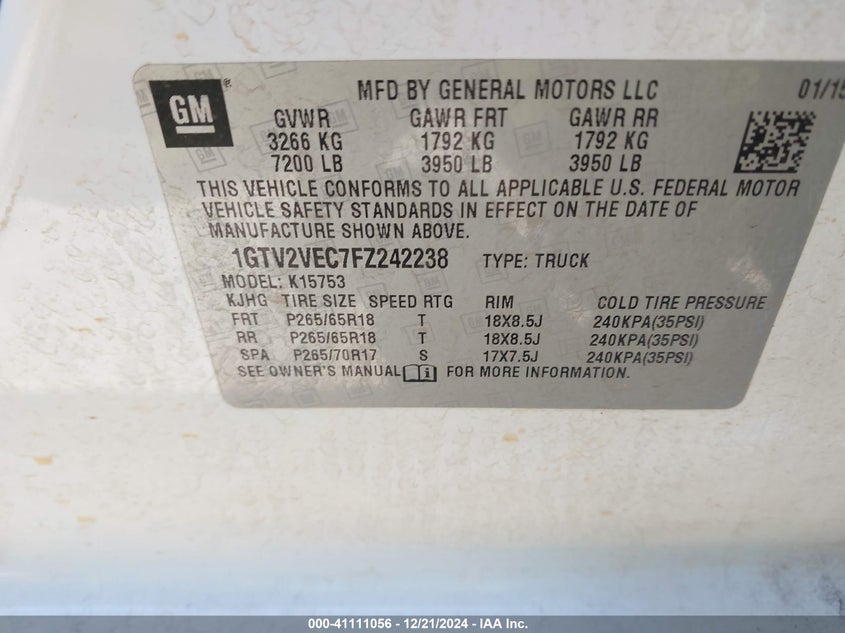 GM
MFD BY GENERAL MOTORS LLC 01/15
GVWR GAWR FRT GAWR RR
3266 KG 1792 KG 1792 KG
7200 LB 3950 LB 3950 LB
THIS VEHICLE CONFORMS TO ALL APPLICABLE U.S. FEDERAL MOTOR
VEHICLE SAFETY STANDARDS IN EFFECT ON THE DATE OF
MANUFACTURE SHOWN ABOVE.
1GTV2VEC7FZ242238 TYPE: TRUCK
MODEL: K15753
KJHG TIRE SIZE SPEED RTG RIM COLD TIRE PRESSURE
FRT P265/65R18 T 18X8.5J 240KPA(35PSI)
RR P265/65R18 T 18X8.5J 240KPA(35PSI)
SPA P265/70R17 S 17X7.5J 240KPA(35PSI)
SEE OWNER'S MANUAL i FOR MORE INFORMATION.
000-41111056 - 12/21/2024 - IAA Inc.